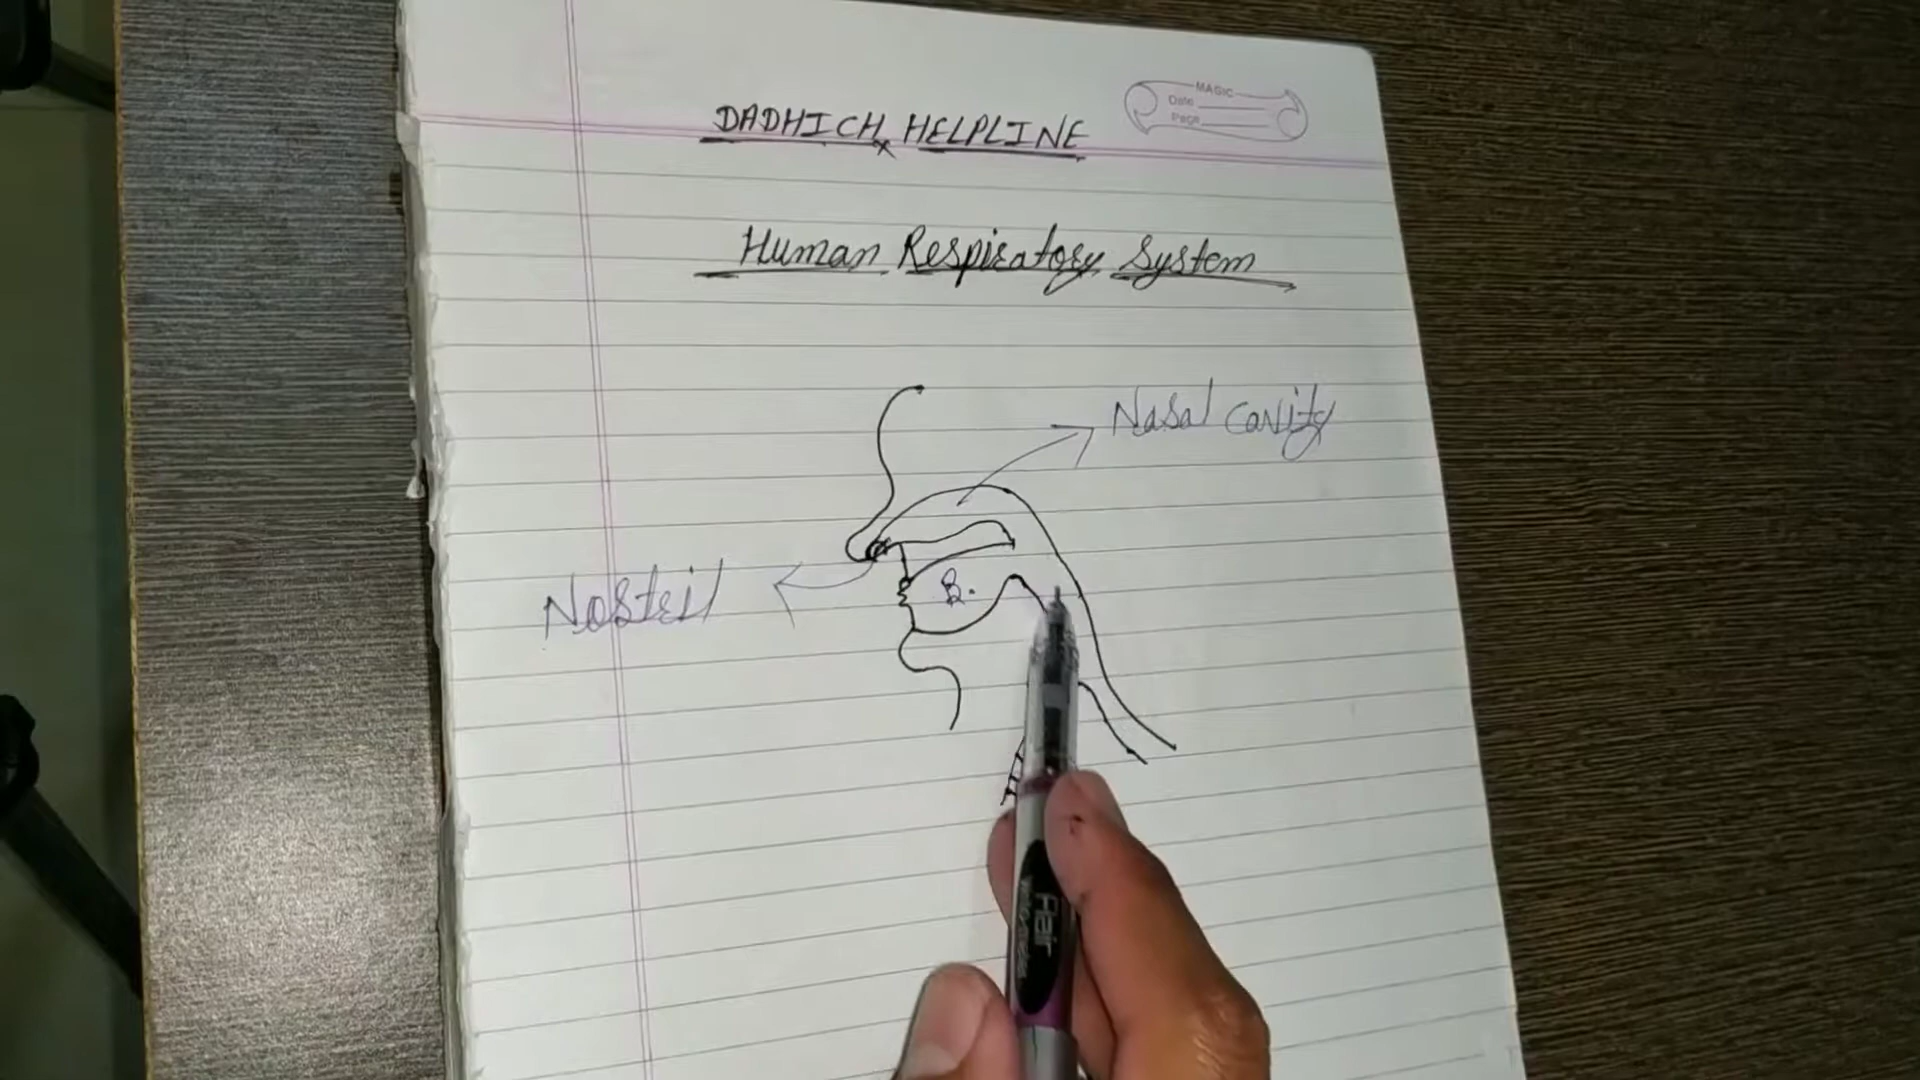 MAGIC
Date
Page
DADHICH HELPLINE
Human Respiratory System
Nasal cavity
Nostril
B.
Flair